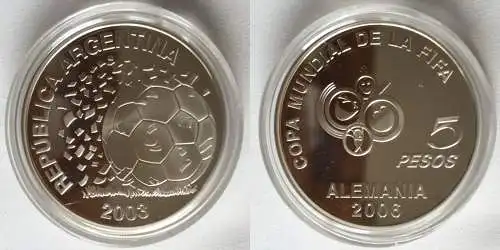 REPUBLICA ARGENTINA
2003
COPA MUNDIAL DE LA FIFA
5
PESOS
ALEMANIA
2006